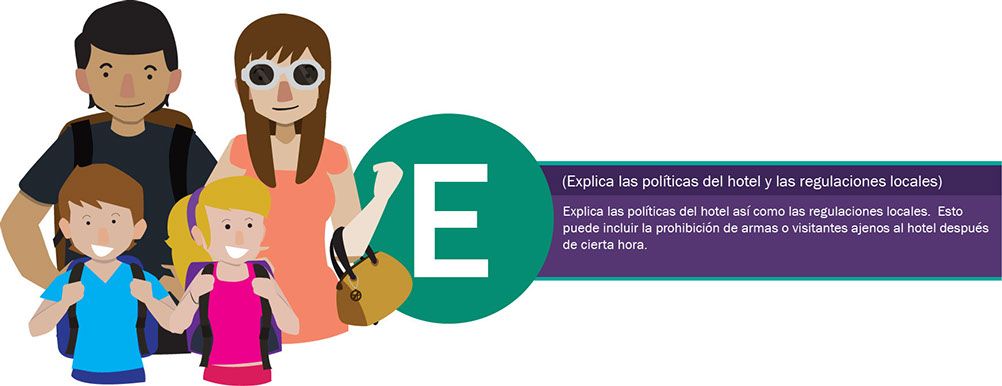 E
(Explica las políticas del hotel y las regulaciones locales)
Explica las políticas del hotel así como las regulaciones locales.  Esto
puede incluir la prohibición de armas o visitantes ajenos al hotel después
de cierta hora.